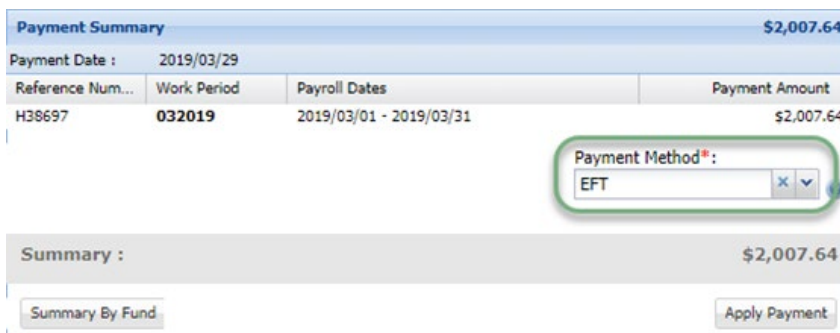 Payment Summary $2,007.64
Payment Date : 2019/03/29
Reference Num... Work Period Payroll Dates Payment Amount
H38697 032019 2019/03/01 - 2019/03/31 $2,007.64
Payment Method*:
EFT
Summary : $2,007.64
Summary By Fund Apply Payment